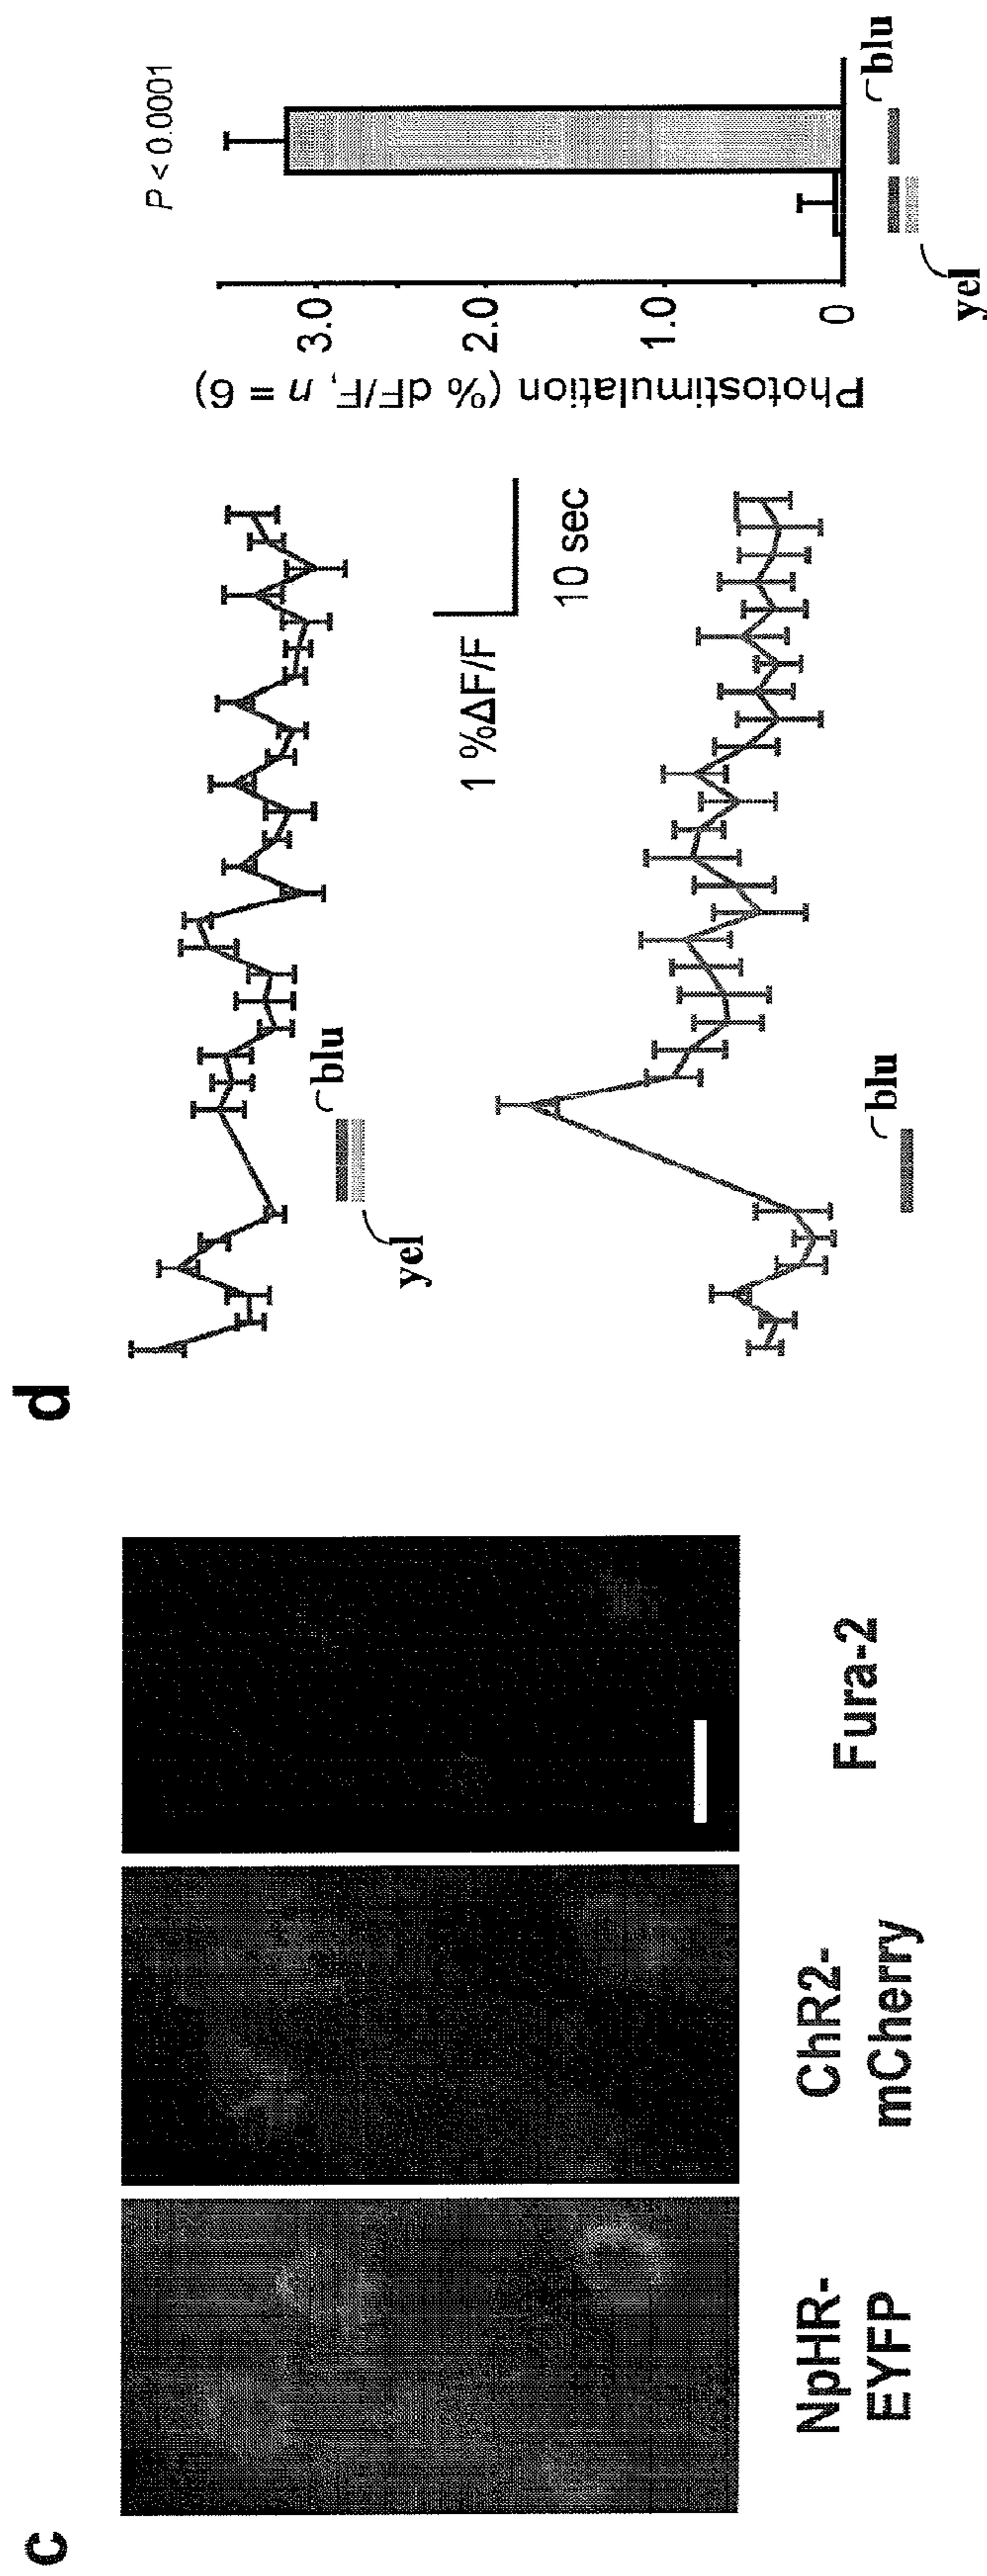 c
NpHR-
EYFP
ChR2-
mCherry
Fura-2
d
yel
blu
1 %ΔF/F
10 sec
blu
Photostimulation (% dF/F, n = 6)
P < 0.0001
3.0
2.0
1.0
0
yel
blu